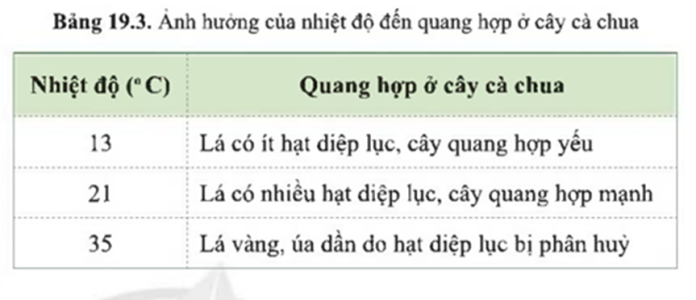 Bảng 19.3. Ảnh hưởng của nhiệt độ đến quang hợp ở cây cà chua
Nhiệt độ (°C) Quang hợp ở cây cà chua
13 Lá có ít hạt diệp lục, cây quang hợp yếu
21 Lá có nhiều hạt diệp lục, cây quang hợp mạnh
35 Lá vàng, úa dần do hạt diệp lục bị phân huỷ